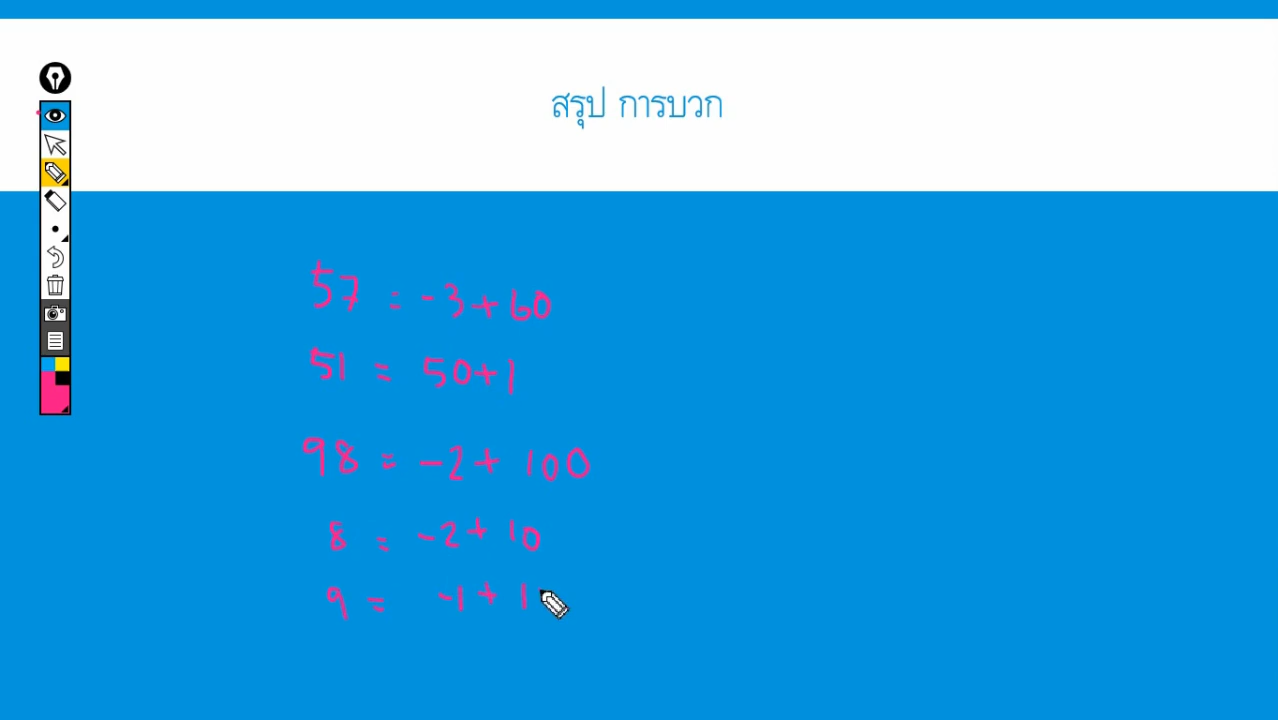 สรุป การบวก
57 = -3+60
51 = 50+1
98 = -2+ 100
8 = -2+ 10
9 = -1+ 1